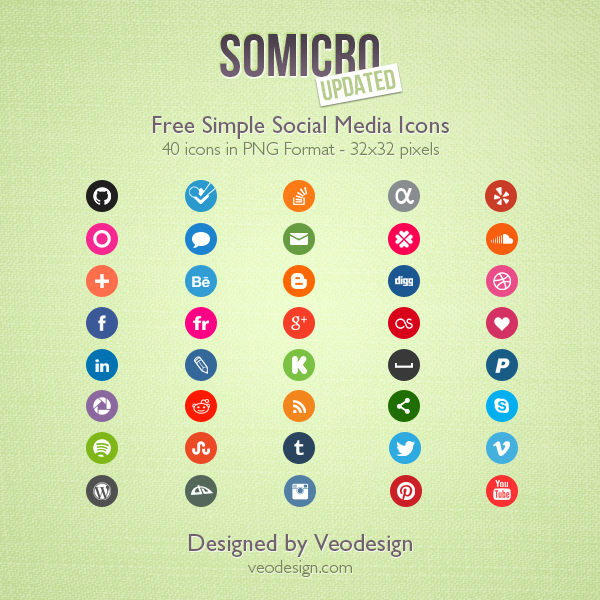 SOMICRO
UPDATED
Free Simple Social Media Icons
40 icons in PNG Format - 32x32 pixels
Bē
digg
f
fr
g+
in
K
P
S
t
You
Tube
Designed by Veodesign
veodesign.com